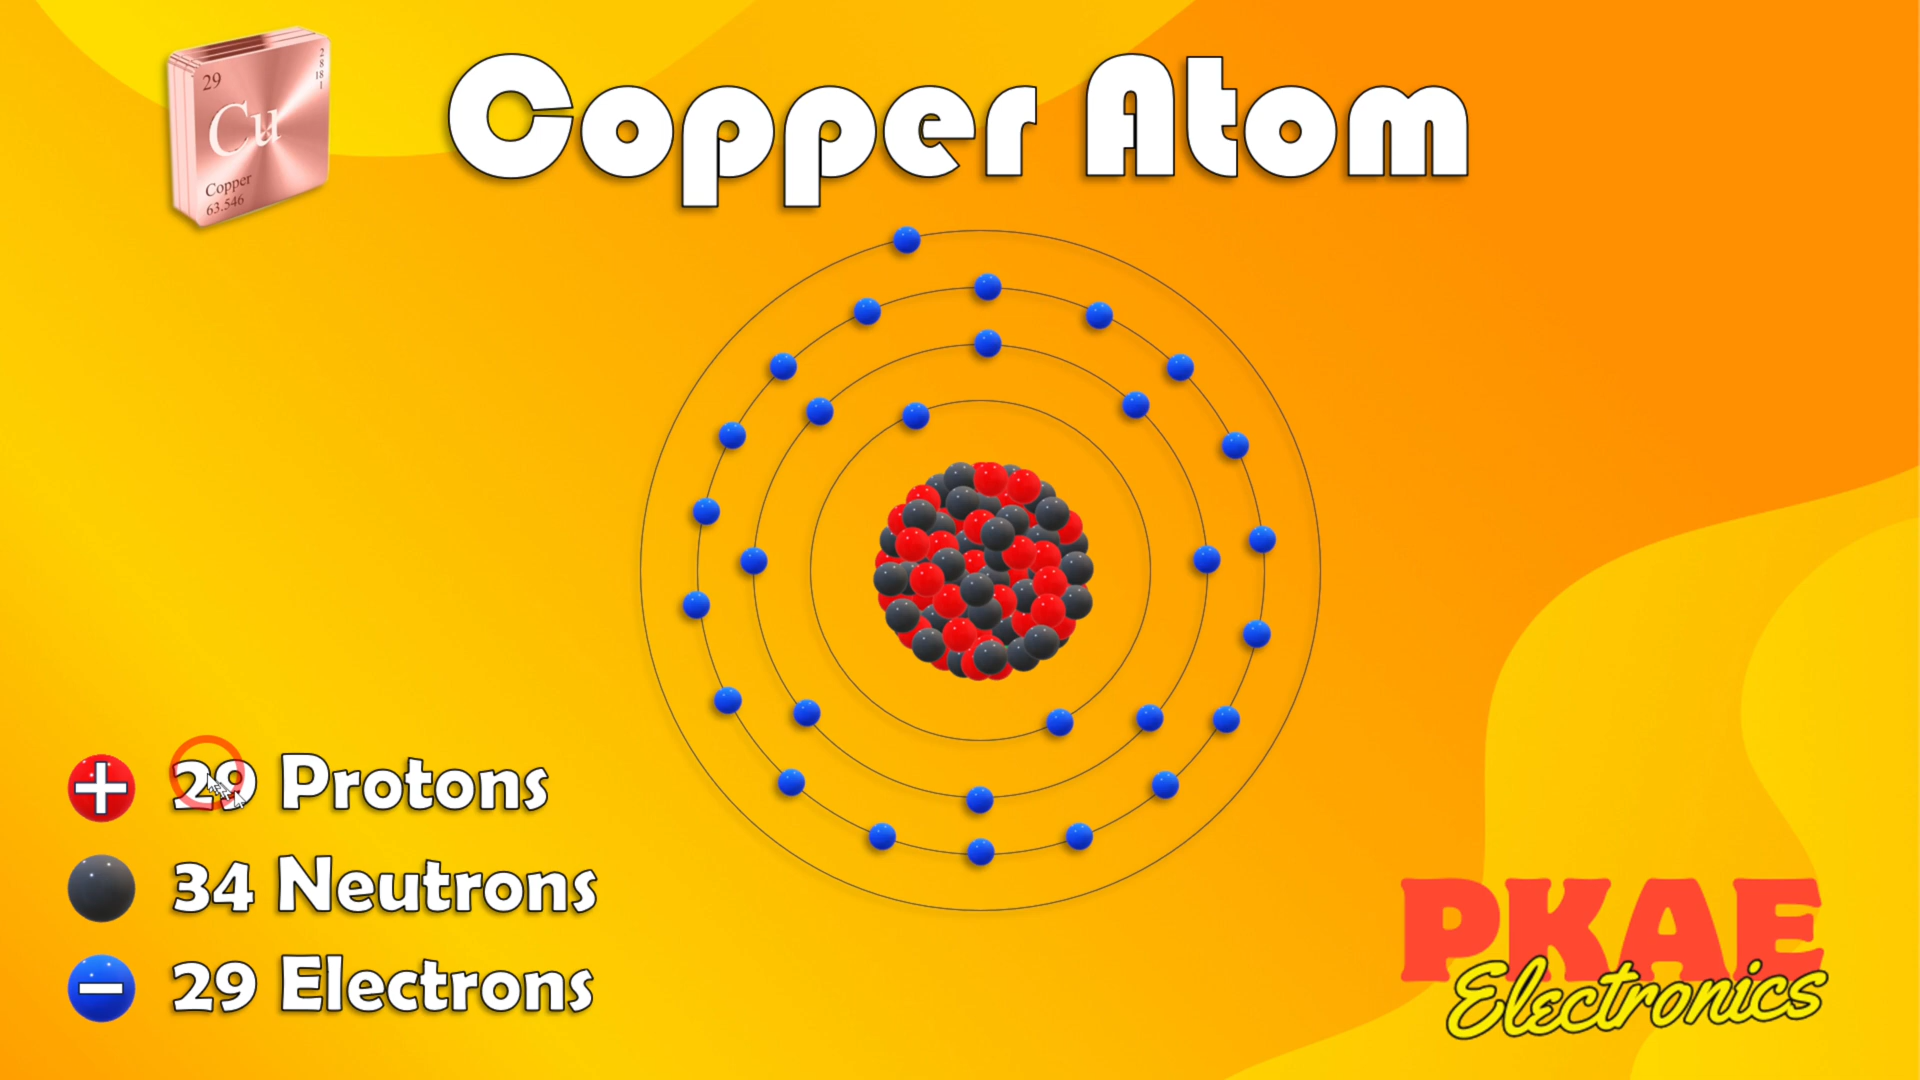 29
2
8
18
1
Cu
Copper
63.546
Copper Atom
+ 29 Protons
34 Neutrons
− 29 Electrons
PKAE
Electronics